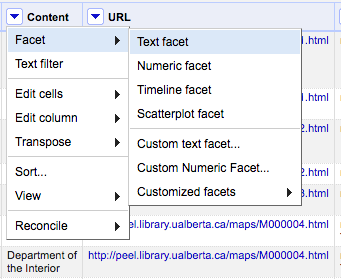 Content URL
Facet
Text filter
Edit cells
Edit column
Transpose
Sort...
View
Reconcile
Text facet
Numeric facet
Timeline facet
Scatterplot facet
Custom text facet...
Custom Numeric Facet...
Customized facets
1.html
1.html
2.html
2.html
3.html
http://peel.library.ualberta.ca/maps/M000004.html
Department of http://peel.library.ualberta.ca/maps/M000004.html
the Interior